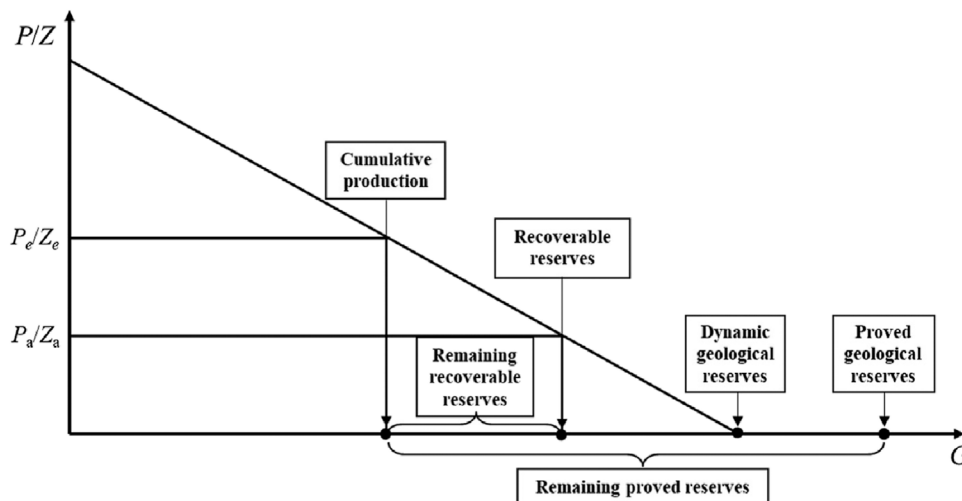 P/Z
Cumulative
production
P_e/Z_e
Recoverable
reserves
P_a/Z_a
Remaining
recoverable
reserves
Dynamic
geological
reserves
Proved
geological
reserves
Remaining proved reserves